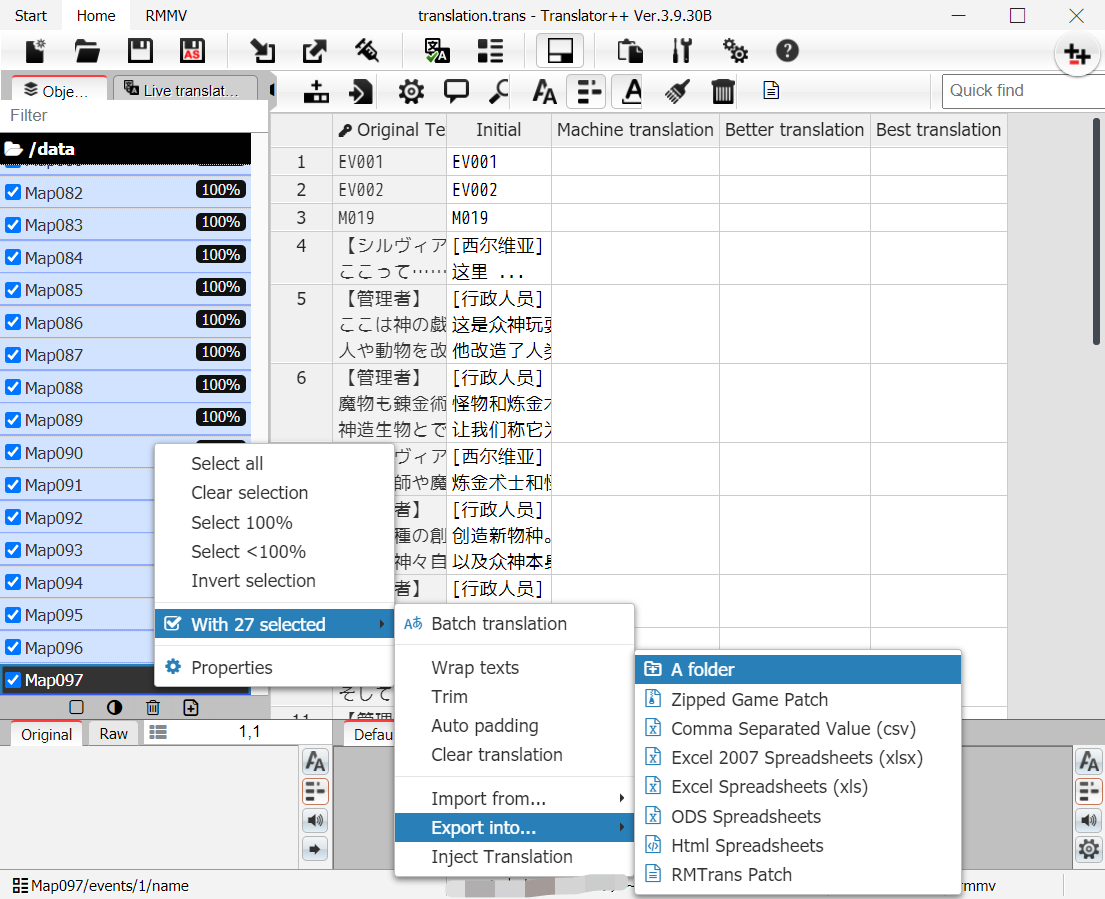 Start Home RMMV translation.trans - Translator++ Ver.3.9.30B
AS
Obje... Live translat... Quick find
Filter
Original Te Initial Machine translation Better translation Best translation
/data
1 EV001 EV001
2 EV002 EV002
3 M019 M019
4 【シルヴィア [西尔维亚]
ここって…… 这里 ...
5 【管理者】 [行政人员]
ここは神の戯 这是众神玩耍
人や動物を改 他改造了人类
6 【管理者】 [行政人员]
魔物も錬金術 怪物和炼金
神造生物とで 让我们称它为
ヴィア [西尔维亚]
師や魔 炼金术士和怪
者】 [行政人员]
種の創 创造新物种。
神々自 以及众神本身
者】 [行政人员]
そして
11 【管理
Map082 100%
Map083 100%
Map084 100%
Map085 100%
Map086 100%
Map087 100%
Map088 100%
Map089 100%
Map090
Map091
Map092
Map093
Map094
Map095
Map096
Map097
Select all
Clear selection
Select 100%
Select <100%
Invert selection
With 27 selected
Properties
Aあ Batch translation
Wrap texts
Trim
Auto padding
Clear translation
Import from...
Export into...
Inject Translation
A folder
Zipped Game Patch
Comma Separated Value (csv)
Excel 2007 Spreadsheets (xlsx)
Excel Spreadsheets (xls)
ODS Spreadsheets
Html Spreadsheets
RMTrans Patch
Original Raw 1,1 Defau
Map097/events/1/name rmmv